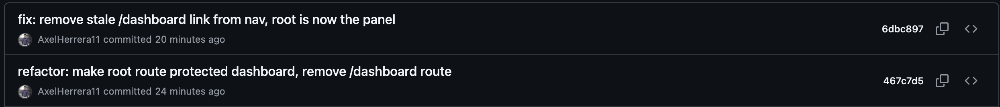 fix: remove stale /dashboard link from nav, root is now the panel
AxelHerrera11 committed 20 minutes ago
6dbc897
refactor: make root route protected dashboard, remove /dashboard route
AxelHerrera11 committed 24 minutes ago
467c7d5